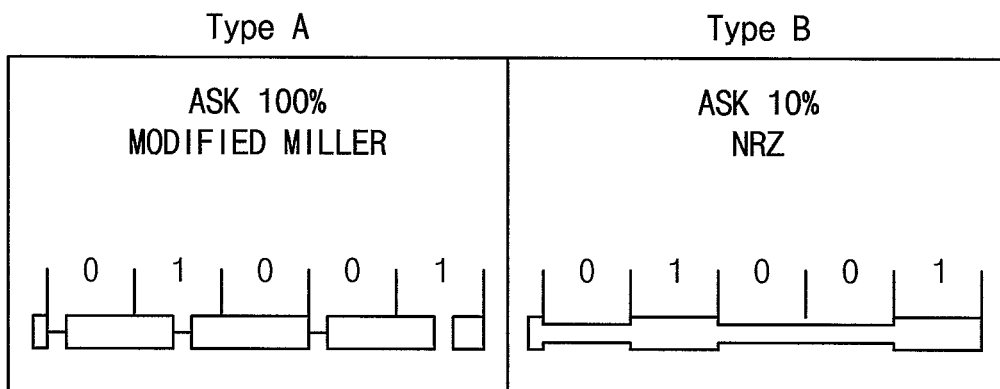 Type A
Type B
ASK 100%
MODIFIED MILLER
ASK 10%
NRZ
0 1 0 0 1
0 1 0 0 1